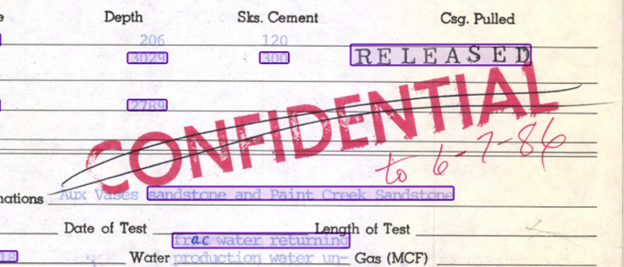 Depth Sks. Cement Csg. Pulled
206 120
3029 300 RELEASED
CONFIDENTIAL
2789
to 6-7-86
nations Aux Vases sandstone and Paint Creek Sandstone
Date of Test Length of Test
frac water returning
Water production water un- Gas (MCF)